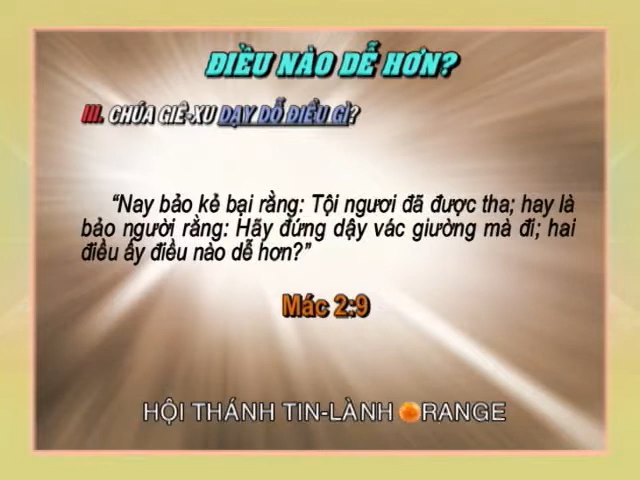 ĐIỀU NÀO DỄ HƠN?
III. CHÚA GIÊ-XU DẠY DỖ ĐIỀU GÌ?
“Nay bảo kẻ bại rằng: Tội ngươi đã được tha; hay là
bảo người rằng: Hãy đứng dậy vác giường mà đi; hai
điều ấy điều nào dễ hơn?”
Mác 2:9
HỘI THÁNH TIN-LÀNH ORANGE